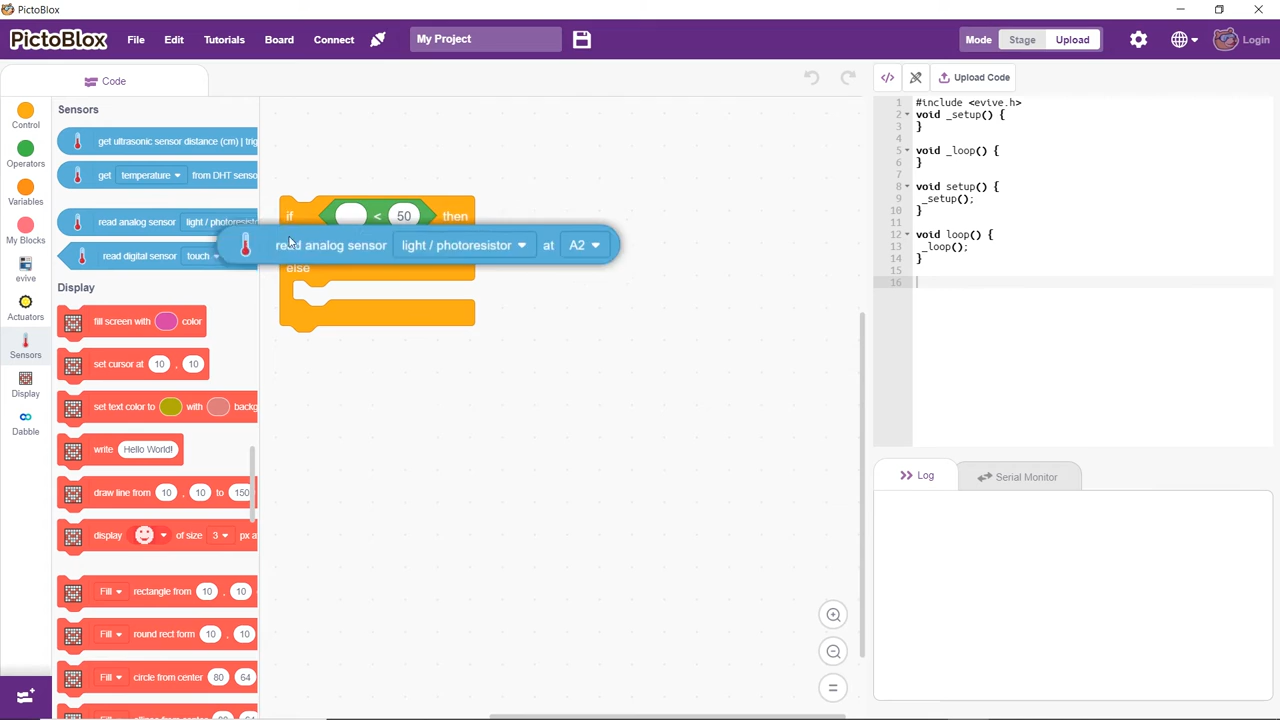 PictoBlox
PictoBlox File Edit Tutorials Board Connect My Project Mode Stage Upload Login
Code
Upload Code
Control
Operators
Variables
My Blocks
evive
Actuators
Sensors
Display
Dabble
Sensors
get ultrasonic sensor distance (cm) | trig
get temperature from DHT senso
read analog sensor light / photoresist
read digital sensor touch
Display
fill screen with color
set cursor at 10 , 10
set text color to with backg
write Hello World!
draw line from 10 , 10 to 150
display of size 3 px a
Fill rectangle from 10 , 10
Fill round rect form 10 , 10
Fill circle from center 80 64
if < 50 then
read analog sensor light / photoresistor at A2
else
1 #include <evive.h>
2 void _setup() {
3 }
4
5 void _loop() {
6 }
7
8 void setup() {
9 _setup();
10 }
11
12 void loop() {
13 _loop();
14 }
15
16
Log Serial Monitor